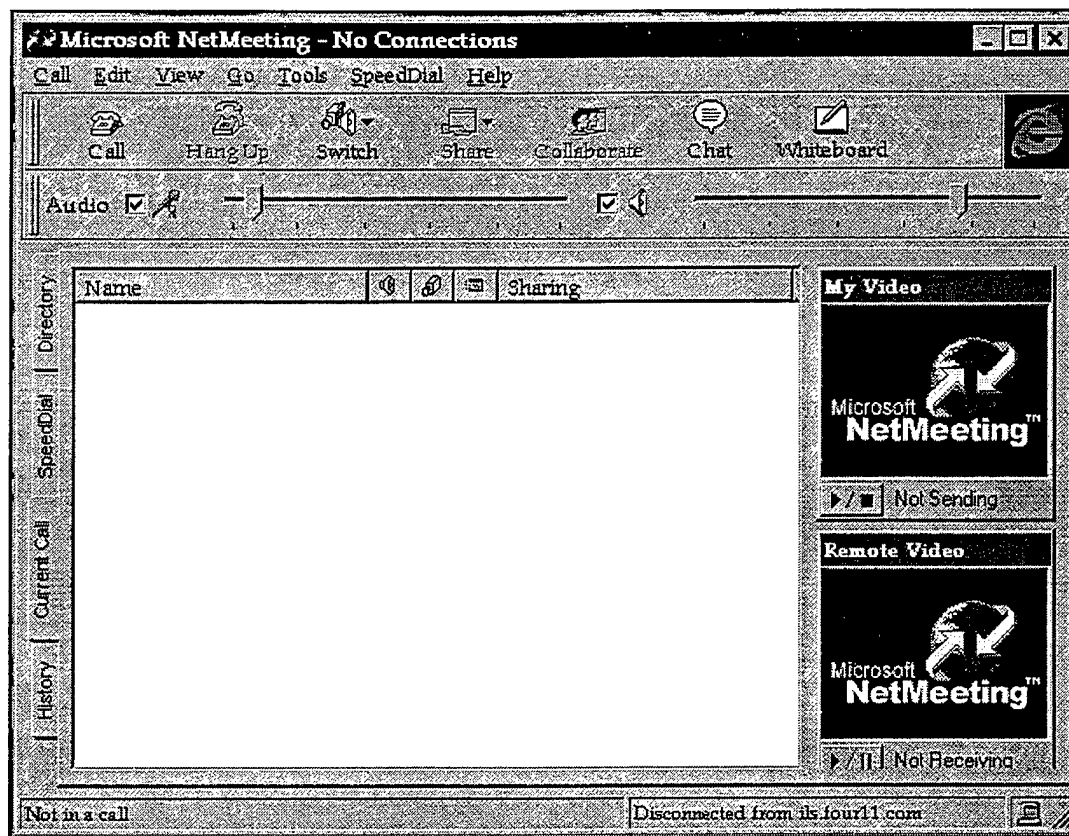 Microsoft NetMeeting - No Connections
Call Edit View Go Tools SpeedDial Help
Call Hang Up Switch Share Collaborate Chat Whiteboard
Audio
Name Sharing
Directory
SpeedDial
Current Call
History
My Video
Microsoft
NetMeeting™
Not Sending
Remote Video
Microsoft
NetMeeting™
Not Receiving
Not in a call Disconnected from ils.four11.com